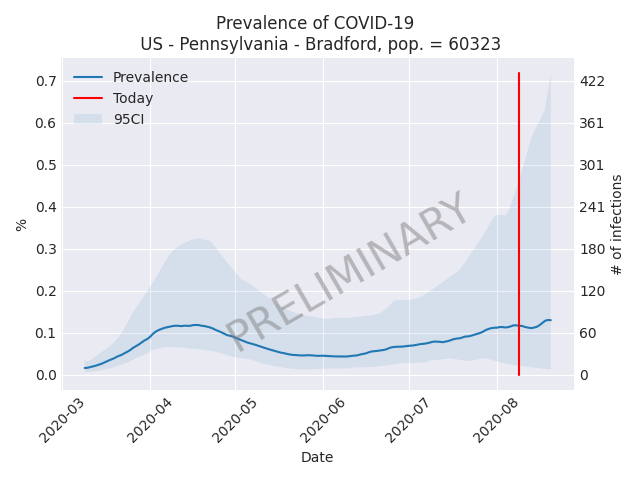 Prevalence of COVID-19
US - Pennsylvania - Bradford, pop. = 60323
Prevalence
Today
95CI
0.7
0.6
0.5
0.4
0.3
0.2
0.1
0.0
%
422
361
301
241
180
120
60
0
# of infections
PRELIMINARY
2020-03
2020-04
2020-05
2020-06
2020-07
2020-08
Date